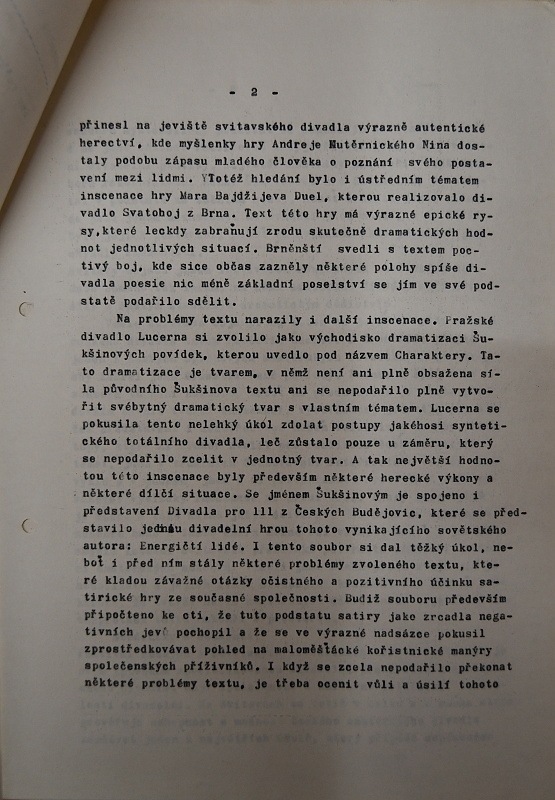 - 2 -
přinesl na jeviště svitavského divadla výrazně autentické
herectví, kde myšlenky hry Andreje Kutěrnického Nina dos-
taly podobu zápasu mladého člověka o poznání svého posta-
vení mezi lidmi. Totéž hledání bylo i ústředním tématem
inscenace hry Mara Bajdžijeva Duel, kterou realizovalo di-
vadlo Svatoboj z Brna. Text této hry má výrazné epické ry-
sy,které leckdy zabraňují zrodu skutečně dramatických hod-
not jednotlivých situací. Brněnští svedli s textem poc-
tivý boj, kde sice občas zazněly některé polohy spíše di-
vadla poesie nic méně základní poselství se jím ve své pod-
statě podařilo sdělit.
Na problémy textu narazily i další inscenace. Pražské
divadlo Lucerna si zvolilo jako východisko dramatizaci Šu-
kšinových povídek, kterou uvedlo pod názvem Charaktery. Ta-
to dramatizace je tvarem, v němž není ani plně obsažena sí-
la původního Šukšinova textu ani se nepodařilo plně vytvo-
řit svébytný dramatický tvar s vlastním tématem. Lucerna se
pokusila tento nelehký úkol zdolat postupy jakéhosi synteti-
ckého totálního divadla, leč zůstalo pouze u záměru, který
se nepodařilo zcelit v jednotný tvar. A tak největší hodno-
tou této inscenace byly především některé herecké výkony a
některé dílčí situace. Se jménem Šukšinovým je spojeno i
představení Divadla pro 111 z Českých Budějovic, které se před-
stavilo jedinou divadelní hrou tohoto vynikajícího sovětského
autora: Energičtí lidé. I tento soubor si dal těžký úkol, ne-
boť i před ním stály některé problémy zvoleného textu, kte-
ré kladou závažné otázky očistného a pozitivního účinku sa-
tirické hry ze současné společnosti. Budiž souboru především
připočteno ke cti, že tuto podstatu satiry jako zrcadla nega-
tivních jevů pochopil a že se ve výrazné nadsázce pokusil
zprostředkovávat pohled na maloměšťácké kořistnické manýry
společenských příživníků. I když se zcela nepodařilo překonat
některé problémy textu, je třeba ocenit vůli a úsilí tohoto